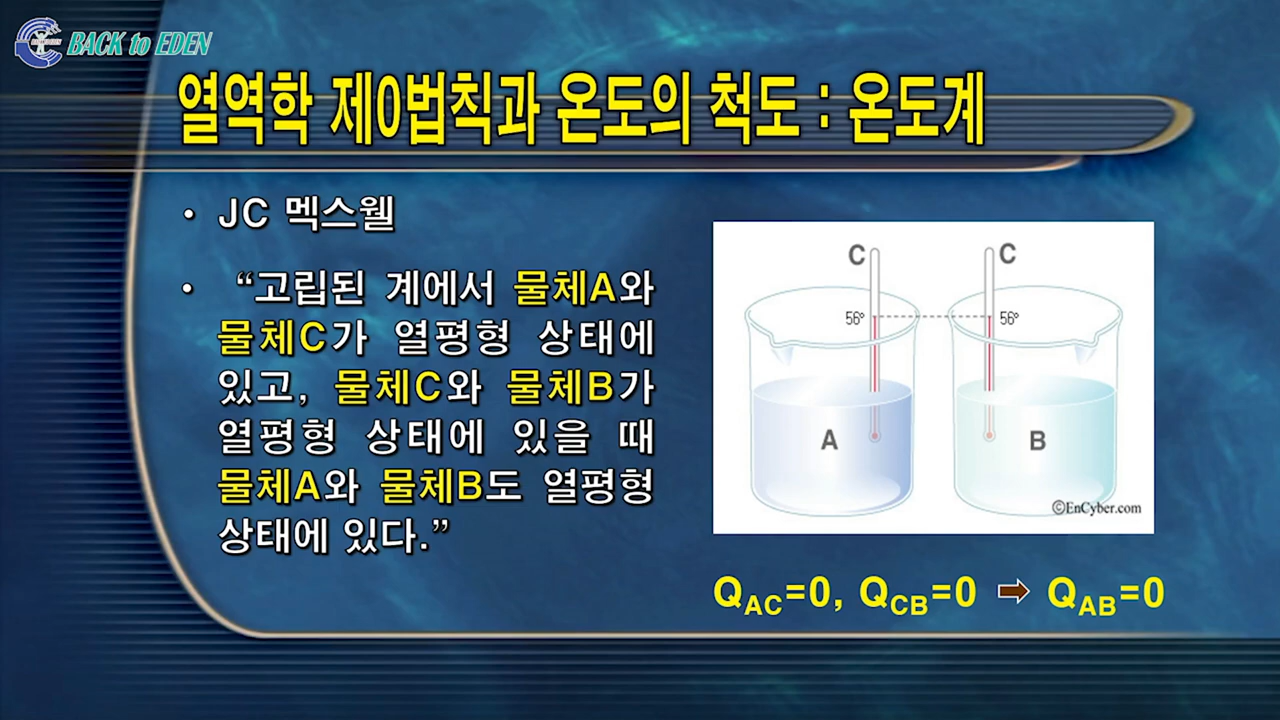 BACK to EDEN
열역학 제0법칙과 온도의 척도 : 온도계
• JC 멕스웰
• “고립된 계에서 물체A와
물체C가 열평형 상태에
있고, 물체C와 물체B가
열평형 상태에 있을 때
물체A와 물체B도 열평형
상태에 있다.”
C C
56° 56°
A B
©EnCyber.com
QAC=0, QCB=0 ➡ QAB=0